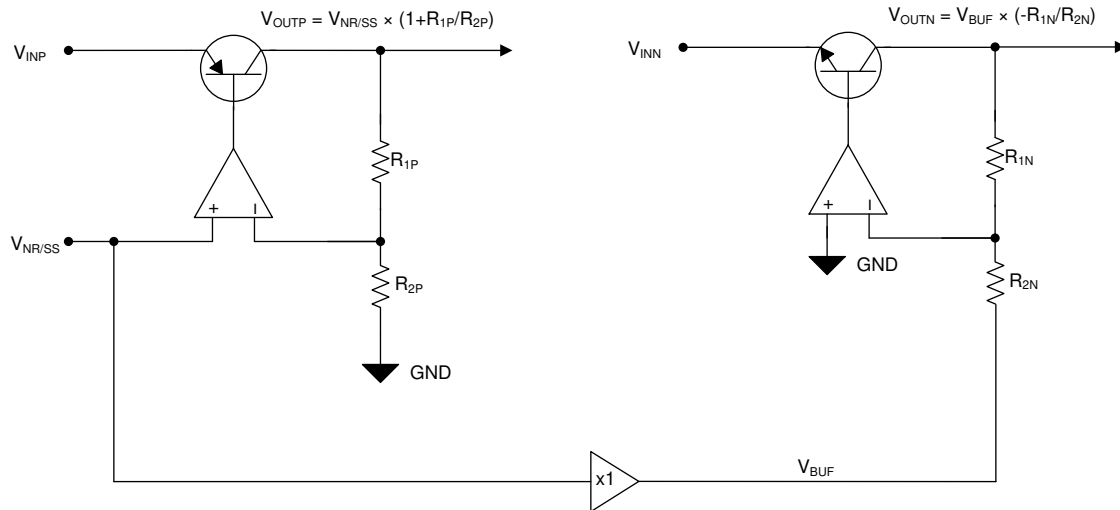 V_OUTP = V_NR/SS × (1+R_1P/R_2P)
V_OUTN = V_BUF × (-R_1N/R_2N)
V_INP
V_INN
R_1P
R_1N
+ –
+ –
V_NR/SS
GND
R_2P
R_2N
GND
x1
V_BUF